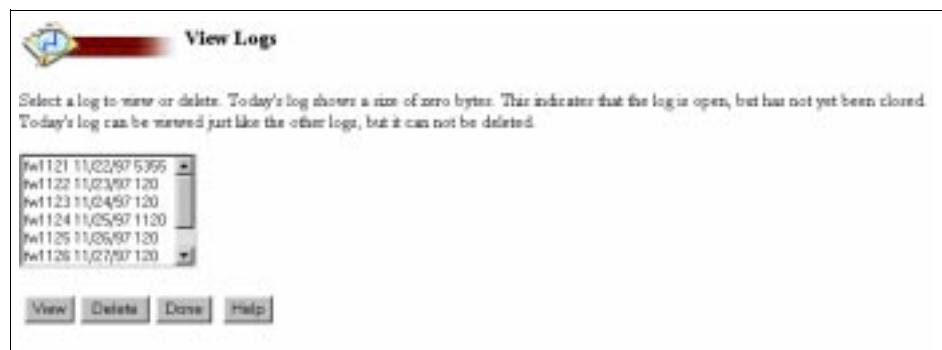 View Logs
Select a log to view or delete. Today's log shows a size of zero bytes. This indicates that the log is open, but has not yet been closed.
Today's log can be viewed just like the other logs, but it can not be deleted.
fw1121 11/22/97 5355
fw1122 11/23/97 120
fw1123 11/24/97 120
fw1124 11/25/97 1120
fw1125 11/26/97 120
fw1126 11/27/97 120
View Delete Done Help